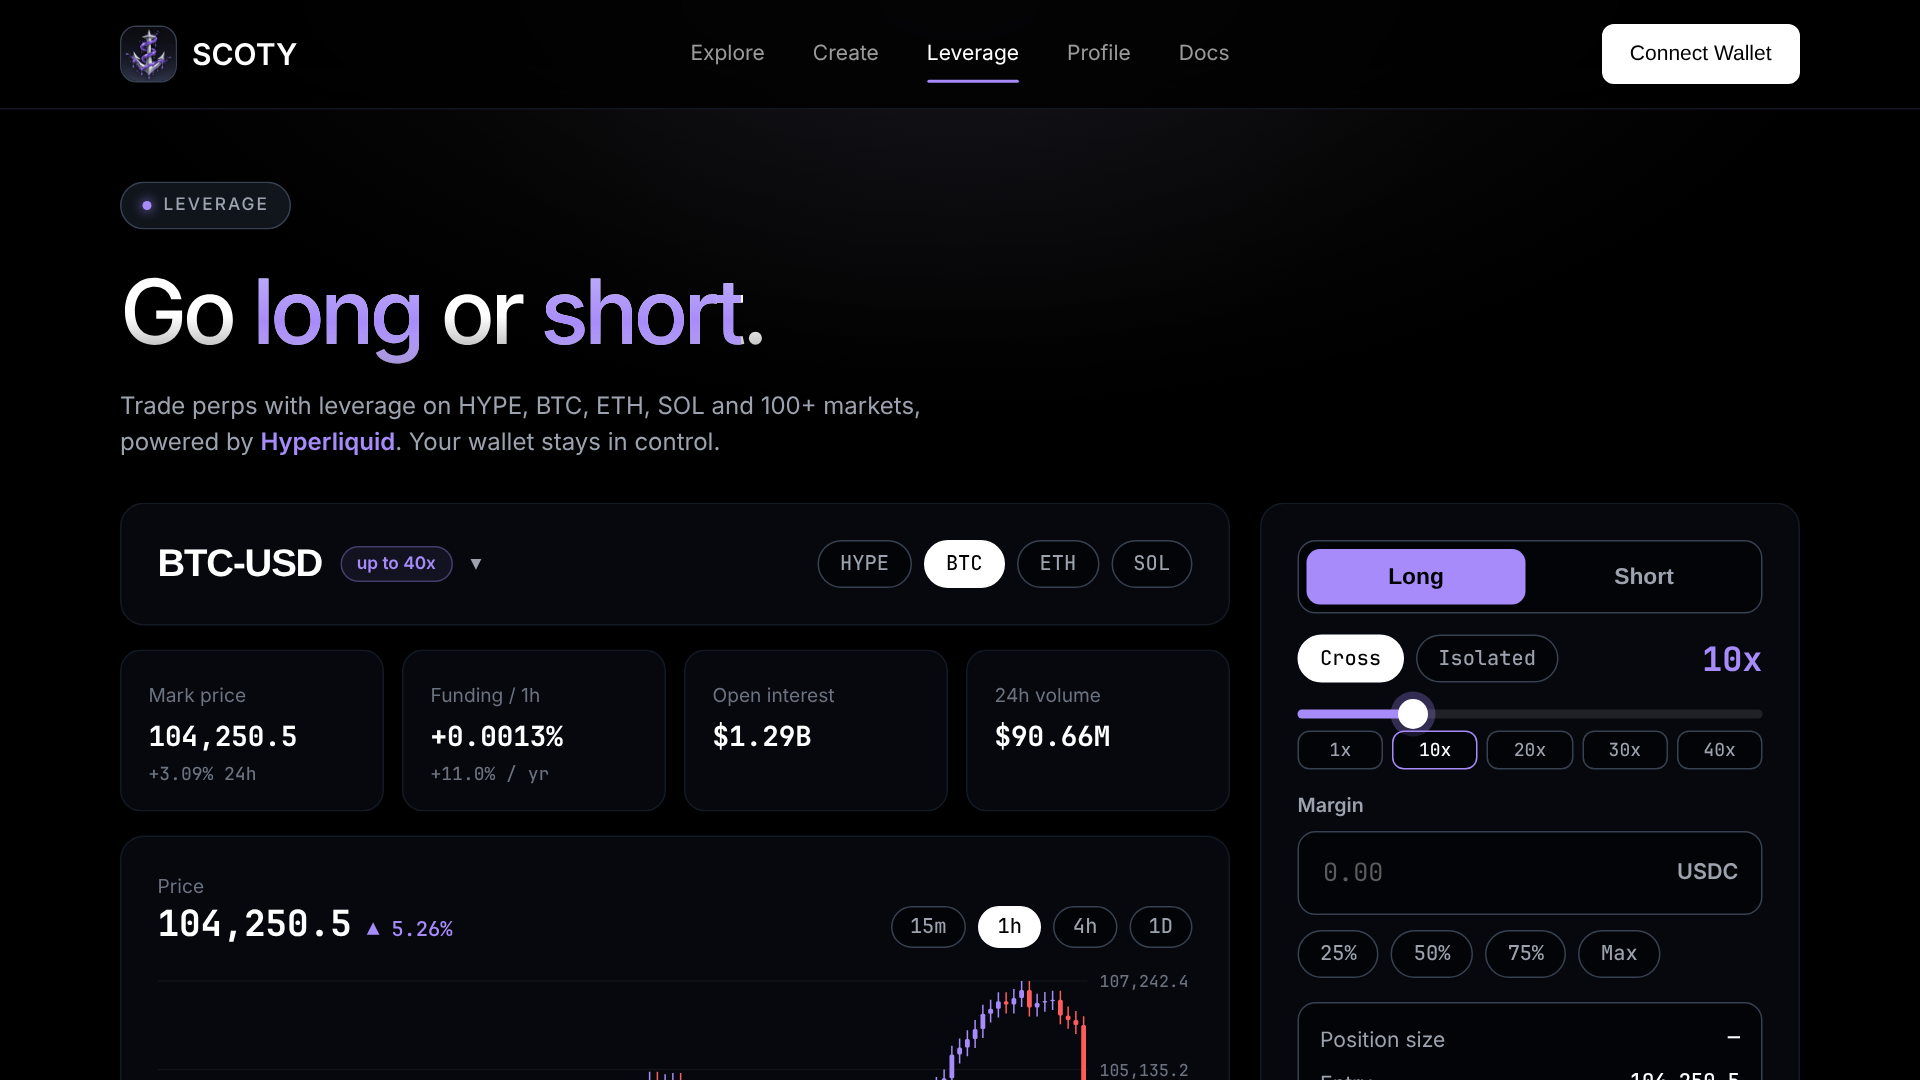 SCOTY
Explore Create Leverage Profile Docs
Connect Wallet
LEVERAGE
Go long or short.
Trade perps with leverage on HYPE, BTC, ETH, SOL and 100+ markets,
powered by Hyperliquid. Your wallet stays in control.
BTC-USD up to 40x ▼
HYPE BTC ETH SOL
Mark price
104,250.5
+3.09% 24h
Funding / 1h
+0.0013%
+11.0% / yr
Open interest
$1.29B
24h volume
$90.66M
Price
104,250.5 ▲ 5.26%
15m 1h 4h 1D
107,242.4
105,135.2
Long Short
Cross Isolated 10x
1x 10x 20x 30x 40x
Margin
0.00 USDC
25% 50% 75% Max
Position size –
Entry 104,250.5